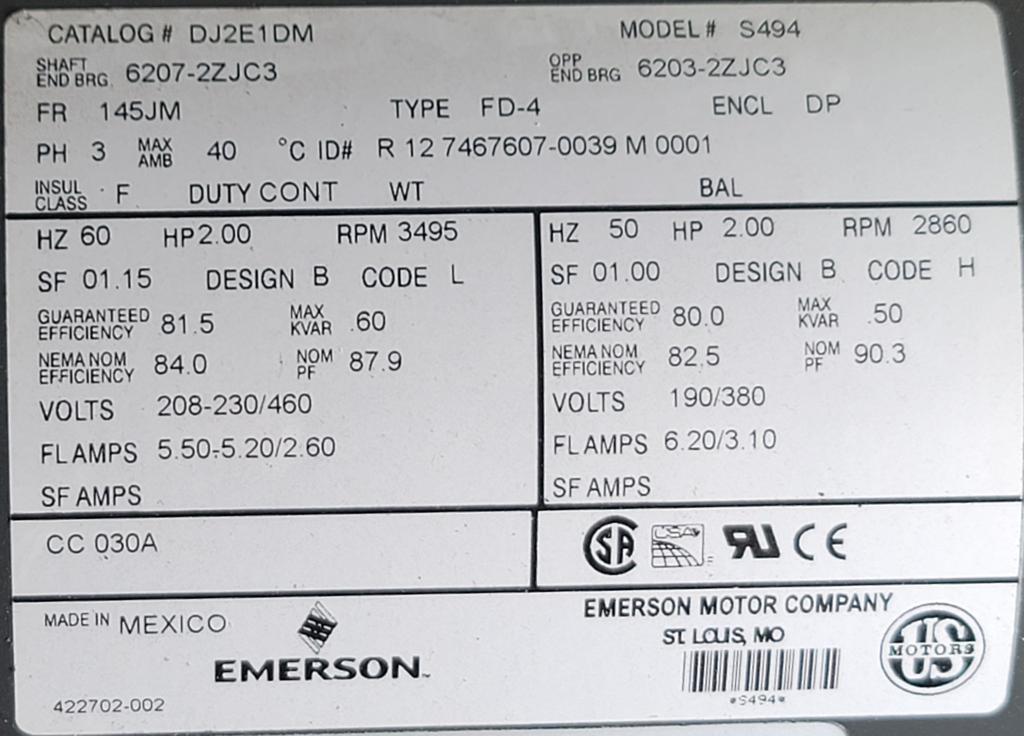 CATALOG # DJ2E1DM MODEL # S494
SHAFT END BRG 6207-2ZJC3 OPP END BRG 6203-2ZJC3
FR 145JM TYPE FD-4 ENCL DP
PH 3 MAX AMB 40 °C ID# R 12 7467607-0039 M 0001
INSUL CLASS F DUTY CONT WT BAL
HZ 60 HP 2.00 RPM 3495
SF 01.15 DESIGN B CODE L
GUARANTEED EFFICIENCY 81.5 MAX KVAR .60
NEMA NOM EFFICIENCY 84.0 NOM PF 87.9
VOLTS 208-230/460
FL AMPS 5.50-5.20/2.60
SF AMPS
HZ 50 HP 2.00 RPM 2860
SF 01.00 DESIGN B CODE H
GUARANTEED EFFICIENCY 80.0 MAX KVAR .50
NEMA NOM EFFICIENCY 82.5 NOM PF 90.3
VOLTS 190/380
FL AMPS 6.20/3.10
SF AMPS
CC 030A
SA CSA RU CE
MADE IN MEXICO
EMERSON™
422702-002
EMERSON MOTOR COMPANY
ST. LOUIS, MO
*S494*
US MOTORS